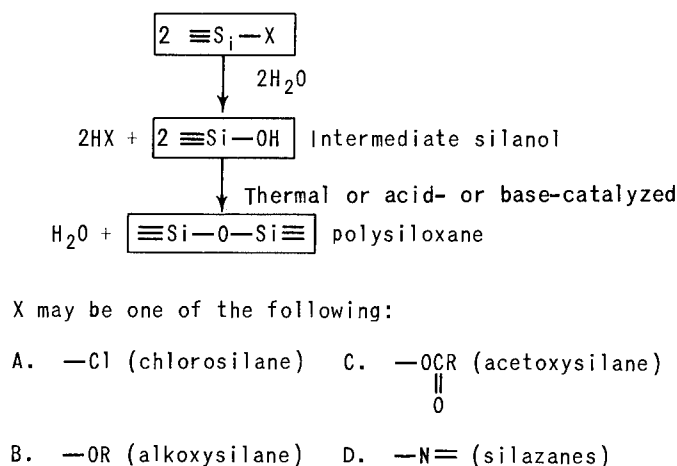 2 ≡Si—X
2H₂O
2HX + 2 ≡Si—OH Intermediate silanol
Thermal or acid- or base-catalyzed
H₂O + ≡Si—O—Si≡ polysiloxane
X may be one of the following:
A. —Cl (chlorosilane) C. —OCR (acetoxysilane)
‖
O
B. —OR (alkoxysilane) D. —N= (silazanes)